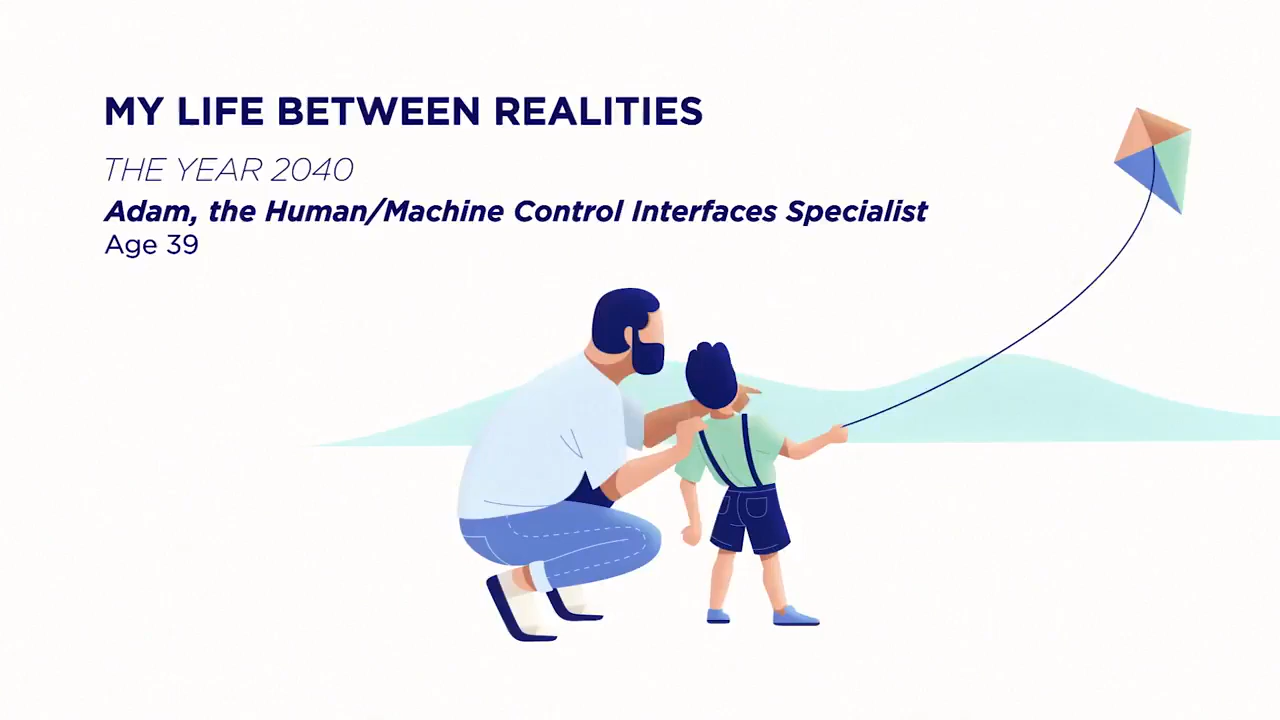 MY LIFE BETWEEN REALITIES
THE YEAR 2040
Adam, the Human/Machine Control Interfaces Specialist
Age 39